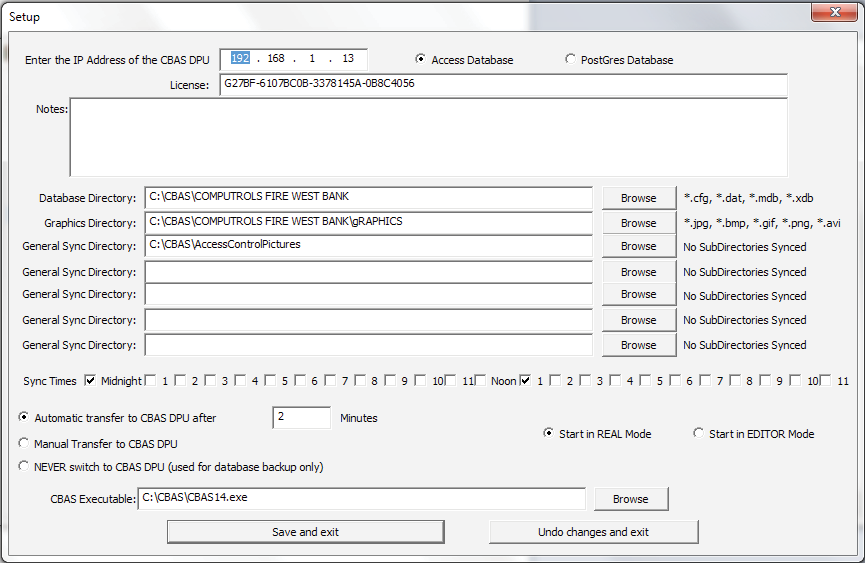 Setup
Enter the IP Address of the CBAS DPU 192 . 168 . 1 . 13 Access Database PostGres Database
License: G27BF-6107BC0B-3378145A-0B8C4056
Notes:
Database Directory: C:\CBAS\COMPUTROLS FIRE WEST BANK Browse *.cfg, *.dat, *.mdb, *.xdb
Graphics Directory: C:\CBAS\COMPUTROLS FIRE WEST BANK\gRAPHICS Browse *.jpg, *.bmp, *.gif, *.png, *.avi
General Sync Directory: C:\CBAS\AccessControlPictures Browse No SubDirectories Synced
General Sync Directory: Browse No SubDirectories Synced
General Sync Directory: Browse No SubDirectories Synced
General Sync Directory: Browse No SubDirectories Synced
General Sync Directory: Browse No SubDirectories Synced
Sync Times Midnight 1 2 3 4 5 6 7 8 9 10 11 Noon 1 2 3 4 5 6 7 8 9 10 11
Automatic transfer to CBAS DPU after 2 Minutes
Start in REAL Mode Start in EDITOR Mode
Manual Transfer to CBAS DPU
NEVER switch to CBAS DPU (used for database backup only)
CBAS Executable: C:\CBAS\CBAS14.exe Browse
Save and exit Undo changes and exit